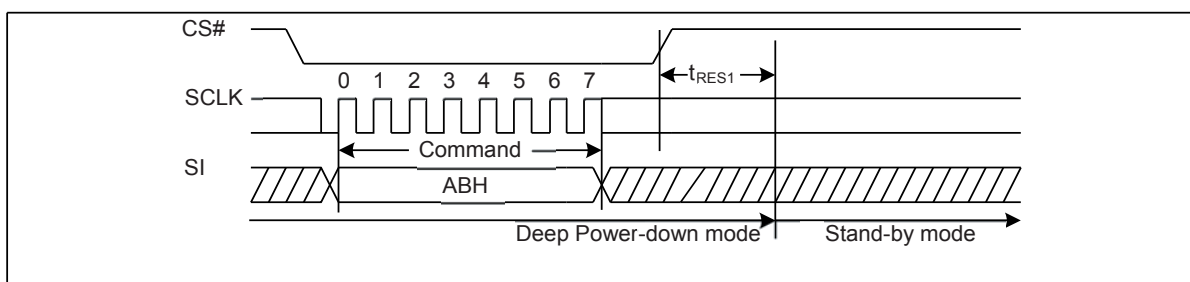 CS#
tRES1
0 1 2 3 4 5 6 7
SCLK
Command
SI
ABH
Deep Power-down mode Stand-by mode